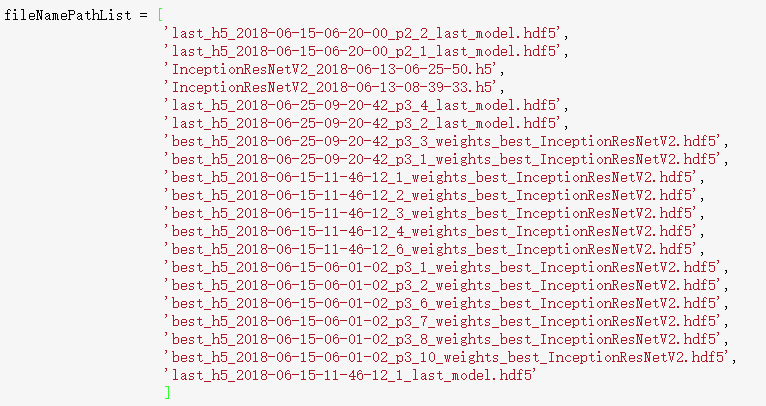 fileNamePathList = [
'last_h5_2018-06-15-06-20-00_p2_2_last_model.hdf5',
'last_h5_2018-06-15-06-20-00_p2_1_last_model.hdf5',
'InceptionResNetV2_2018-06-13-06-25-50.h5',
'InceptionResNetV2_2018-06-13-08-39-33.h5',
'last_h5_2018-06-25-09-20-42_p3_4_last_model.hdf5',
'last_h5_2018-06-25-09-20-42_p3_2_last_model.hdf5',
'best_h5_2018-06-25-09-20-42_p3_3_weights_best_InceptionResNetV2.hdf5',
'best_h5_2018-06-25-09-20-42_p3_1_weights_best_InceptionResNetV2.hdf5',
'best_h5_2018-06-15-11-46-12_1_weights_best_InceptionResNetV2.hdf5',
'best_h5_2018-06-15-11-46-12_2_weights_best_InceptionResNetV2.hdf5',
'best_h5_2018-06-15-11-46-12_3_weights_best_InceptionResNetV2.hdf5',
'best_h5_2018-06-15-11-46-12_4_weights_best_InceptionResNetV2.hdf5',
'best_h5_2018-06-15-11-46-12_6_weights_best_InceptionResNetV2.hdf5',
'best_h5_2018-06-15-06-01-02_p3_1_weights_best_InceptionResNetV2.hdf5',
'best_h5_2018-06-15-06-01-02_p3_2_weights_best_InceptionResNetV2.hdf5',
'best_h5_2018-06-15-06-01-02_p3_6_weights_best_InceptionResNetV2.hdf5',
'best_h5_2018-06-15-06-01-02_p3_7_weights_best_InceptionResNetV2.hdf5',
'best_h5_2018-06-15-06-01-02_p3_8_weights_best_InceptionResNetV2.hdf5',
'best_h5_2018-06-15-06-01-02_p3_10_weights_best_InceptionResNetV2.hdf5',
'last_h5_2018-06-15-11-46-12_1_last_model.hdf5'
]